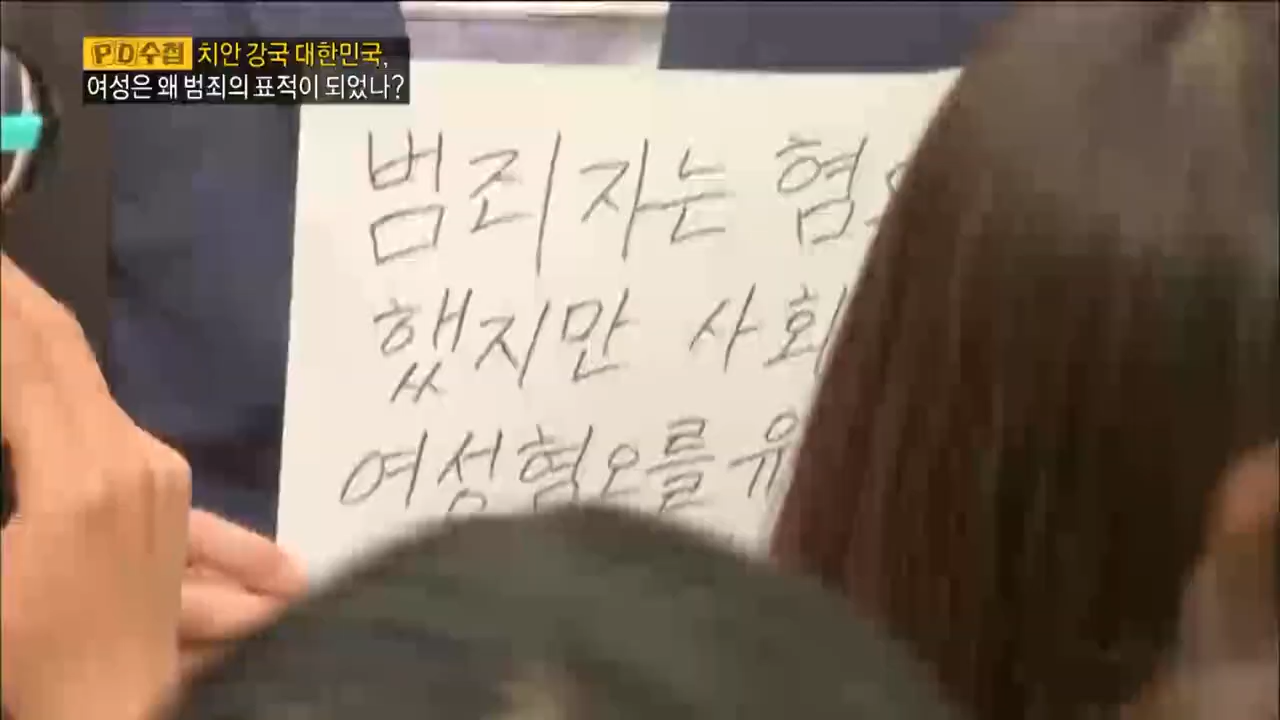 PD수첩 치안 강국 대한민국,
여성은 왜 범죄의 표적이 되었나?
범죄자는
했지만 사회
여성혐오를